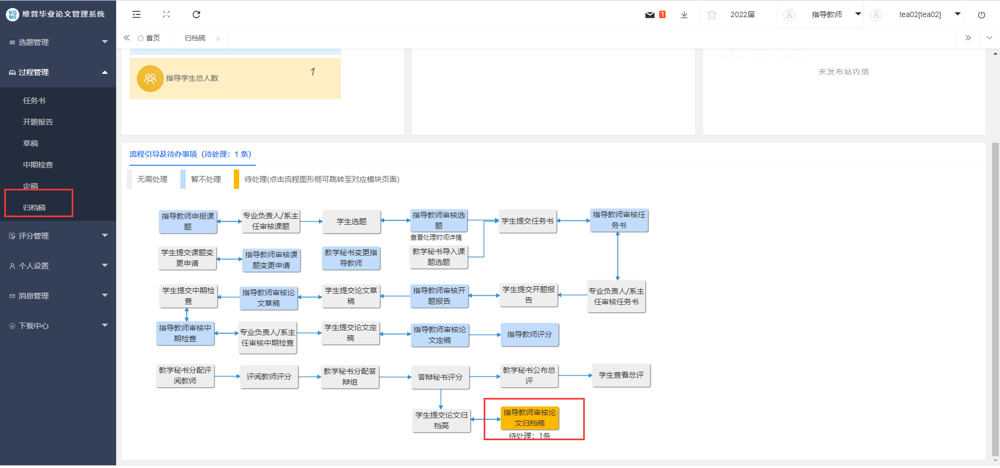 VG
MS
维普毕业论文管理系统
1
2022届
指导教师
tea02[tea02]
首页
归档稿
选题管理
过程管理
任务书
开题报告
草稿
中期检查
定稿
归档稿
评分管理
个人设置
消息管理
下载中心
指导学生总人数
1
未发布站内信
流程引导及待办事项（待处理：1 条）
无需处理
暂不处理
待处理(点击流程图形框可跳转至对应模块页面)
指导教师申报课
题
专业负责人/系主
任审核课题
学生选题
指导教师审核选
题
查看处理时间详情
学生提交任务书
指导教师审核任
务书
学生提交课题变
更申请
指导教师审核课
题变更申请
教学秘书变更指
导教师
教学秘书导入课
题选题
学生提交中期检
查
指导教师审核论
文草稿
学生提交论文草
稿
指导教师审核开
题报告
学生提交开题报
告
专业负责人/系主
任审核任务书
指导教师审核中
期检查
专业负责人/系主
任审核中期检查
学生提交论文定
稿
指导教师审核论
文定稿
指导教师评分
教学秘书分配评
阅教师
评阅教师评分
教学秘书分配答
辩组
答辩秘书评分
教学秘书公布总
评
学生查看总评
学生提交论文归
档高
指导教师审核论
文归档稿
待处理：1条